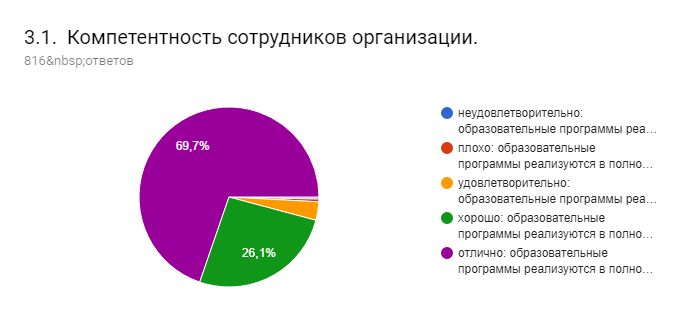 3.1. Компетентность сотрудников организации.
816&nbsp;ответов
69,7%
26,1%
неудовлетворительно:
образовательные программы реа…
плохо: образовательные
программы реализуются в полно…
удовлетворительно:
образовательные программы реа…
хорошо: образовательные
программы реализуются в полно…
отлично: образовательные
программы реализуются в полно…